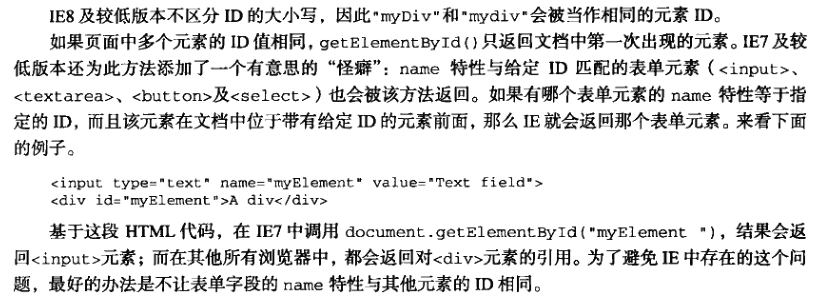 IE8 及较低版本不区分 ID 的大小写，因此"myDiv"和"mydiv"会被当作相同的元素 ID。
如果页面中多个元素的 ID 值相同，getElementById()只返回文档中第一次出现的元素。IE7 及较
低版本还为此方法添加了一个有意思的“怪癖”：name 特性与给定 ID 匹配的表单元素（<input>、
<textarea>、<button>及<select>）也会被该方法返回。如果有哪个表单元素的 name 特性等于指
定的 ID，而且该元素在文档中位于带有给定 ID 的元素前面，那么 IE 就会返回那个表单元素。来看下面
的例子。
<input type="text" name="myElement" value="Text field">
<div id="myElement">A div</div>
基于这段 HTML 代码，在 IE7 中调用 document.getElementById("myElement ")，结果会返
回<input>元素；而在其他所有浏览器中，都会返回对<div>元素的引用。为了避免 IE 中存在的这个问
题，最好的办法是不让表单字段的 name 特性与其他元素的 ID 相同。